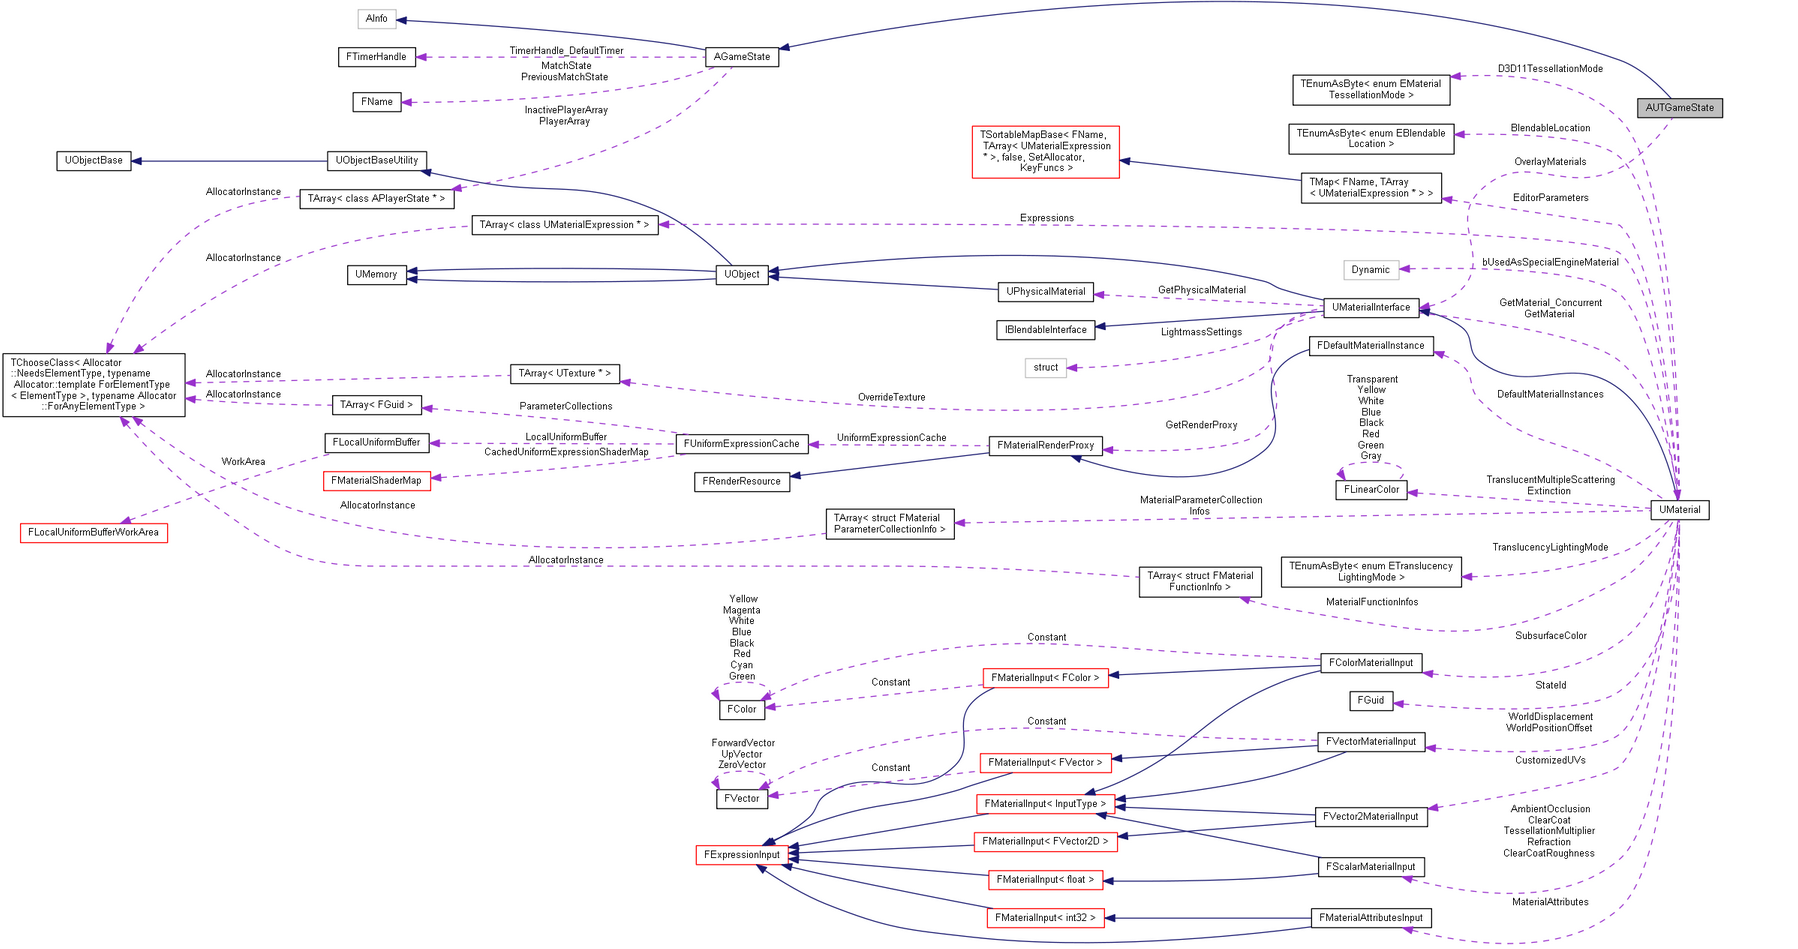 AInfo
FTimerHandle
TimerHandle_DefaultTimer
AGameState
MatchState
PreviousMatchState
FName
InactivePlayerArray
PlayerArray
D3D11TessellationMode
TEnumAsByte< enum EMaterial
TessellationMode >
AUTGameState
TEnumAsByte< enum EBlendable
Location >
BlendableLocation
TSortableMapBase< FName,
TArray< UMaterialExpression
* >, false, SetAllocator,
KeyFuncs >
OverlayMaterials
TMap< FName, TArray
< UMaterialExpression * > >
EditorParameters
UObjectBase
UObjectBaseUtility
AllocatorInstance
TArray< class APlayerState * >
TArray< class UMaterialExpression * >
Expressions
AllocatorInstance
UMemory
UObject
Dynamic
bUsedAsSpecialEngineMaterial
UPhysicalMaterial
GetPhysicalMaterial
UMaterialInterface
GetMaterial_Concurrent
GetMaterial
IBlendableInterface
LightmassSettings
struct
FDefaultMaterialInstance
TChooseClass< Allocator
::NeedsElementType, typename
Allocator::template ForElementType
< ElementType >, typename Allocator
::ForAnyElementType >
AllocatorInstance
TArray< UTexture * >
OverrideTexture
AllocatorInstance
TArray< FGuid >
ParameterCollections
DefaultMaterialInstances
Transparent
Yellow
White
Blue
Black
Red
Green
Gray
GetRenderProxy
FLocalUniformBuffer
LocalUniformBuffer
CachedUniformExpressionShaderMap
FUniformExpressionCache
UniformExpressionCache
FMaterialRenderProxy
WorkArea
FMaterialShaderMap
FRenderResource
FLinearColor
TranslucentMultipleScattering
Extinction
AllocatorInstance
FLocalUniformBufferWorkArea
TArray< struct FMaterial
ParameterCollectionInfo >
MaterialParameterCollection
Infos
UMaterial
AllocatorInstance
TArray< struct FMaterial
FunctionInfo >
TEnumAsByte< enum ETranslucency
LightingMode >
TranslucencyLightingMode
MaterialFunctionInfos
Yellow
Magenta
White
Blue
Black
Red
Cyan
Green
Constant
SubsurfaceColor
FColor
Constant
FMaterialInput< FColor >
FColorMaterialInput
FGuid
StateId
ForwardVector
UpVector
ZeroVector
Constant
FVectorMaterialInput
WorldDisplacement
WorldPositionOffset
FVector
Constant
FMaterialInput< FVector >
CustomizedUVs
FMaterialInput< InputType >
FVector2MaterialInput
AmbientOcclusion
ClearCoat
TessellationMultiplier
Refraction
ClearCoatRoughness
FExpressionInput
FMaterialInput< FVector2D >
FScalarMaterialInput
FMaterialInput< float >
MaterialAttributes
FMaterialInput< int32 >
FMaterialAttributesInput